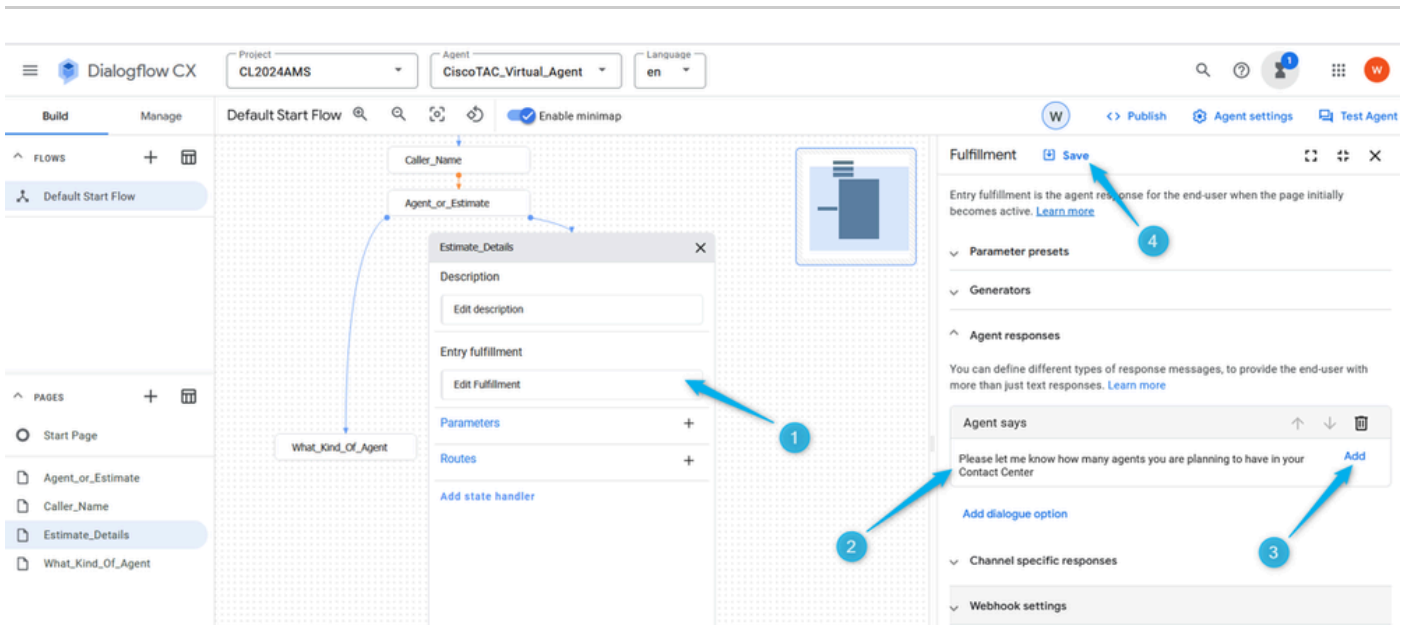 Project
Agent
Language
Dialogflow CX
CL2024AMS
CiscoTAC_Virtual_Agent
en
1
W
Build
Manage
Default Start Flow
Enable minimap
W
<> Publish
Agent settings
Test Agent
FLOWS
Default Start Flow
PAGES
Start Page
Agent_or_Estimate
Caller_Name
Estimate_Details
What_Kind_Of_Agent
Caller_Name
Agent_or_Estimate
What_Kind_Of_Agent
Estimate_Details
Description
Edit description
Entry fulfillment
Edit Fulfillment
Parameters
Routes
Add state handler
1
Fulfillment
Save
Entry fulfillment is the agent response for the end-user when the page initially
becomes active. Learn more
4
Parameter presets
Generators
Agent responses
You can define different types of response messages, to provide the end-user with
more than just text responses. Learn more
Agent says
Please let me know how many agents you are planning to have in your
Contact Center
Add
2
Add dialogue option
3
Channel specific responses
Webhook settings